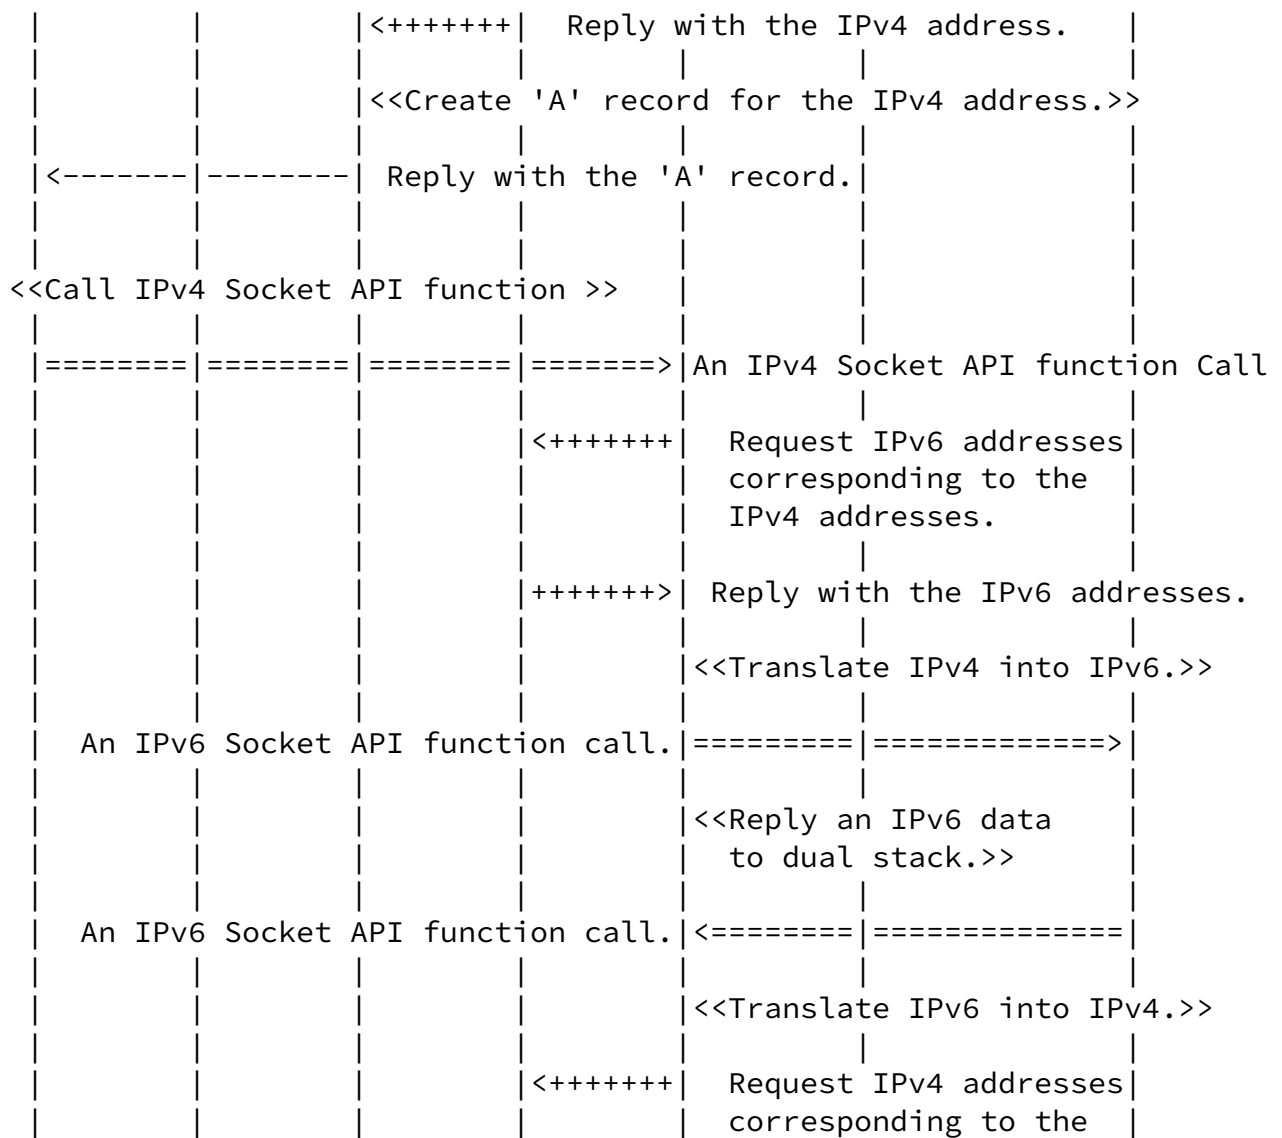 |        |        |<+++++++|  Reply with the IPv4 address.   |
|        |        |        |        |         |              |
|        |        |<<Create 'A' record for the IPv4 address.>>
|        |        |        |        |         |              |
|<-------|--------| Reply with the 'A' record.|              |
|        |        |        |        |         |              |
|        |        |        |        |         |              |
<<Call IPv4 Socket API function >>   |         |              |
|        |        |        |        |         |              |
|========|========|========|=======>|An IPv4 Socket API function Call
|        |        |        |        |         |              |
|        |        |        |<+++++++|  Request IPv6 addresses|
|        |        |        |        |  corresponding to the  |
|        |        |        |        |  IPv4 addresses.       |
|        |        |        |        |         |              |
|        |        |        |+++++++>| Reply with the IPv6 addresses.
|        |        |        |        |         |              |
|        |        |        |        |<<Translate IPv4 into IPv6.>>
|        |        |        |        |         |              |
|  An IPv6 Socket API function call.|=========|=============>|
|        |        |        |        |         |              |
|        |        |        |        |<<Reply an IPv6 data    |
|        |        |        |        |  to dual stack.>>      |
|        |        |        |        |         |              |
|  An IPv6 Socket API function call.|<========|==============|
|        |        |        |        |         |              |
|        |        |        |        |<<Translate IPv6 into IPv4.>>
|        |        |        |        |         |              |
|        |        |        |<+++++++|  Request IPv4 addresses|
|        |        |        |        |  corresponding to the  |